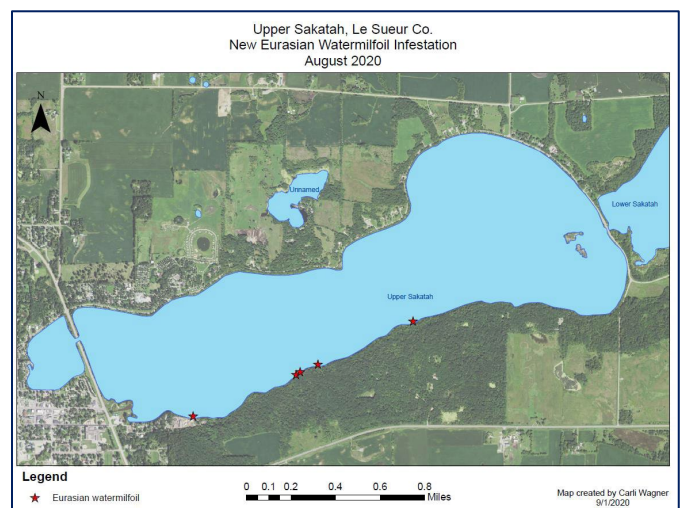 Upper Sakatah, Le Sueur Co.
New Eurasian Watermilfoil Infestation
August 2020
N
Unnamed
Lower Sakatah
Upper Sakatah
Legend
Eurasian watermilfoil
0 0.1 0.2 0.4 0.6 0.8
Miles
Map created by Carli Wagner
9/1/2020